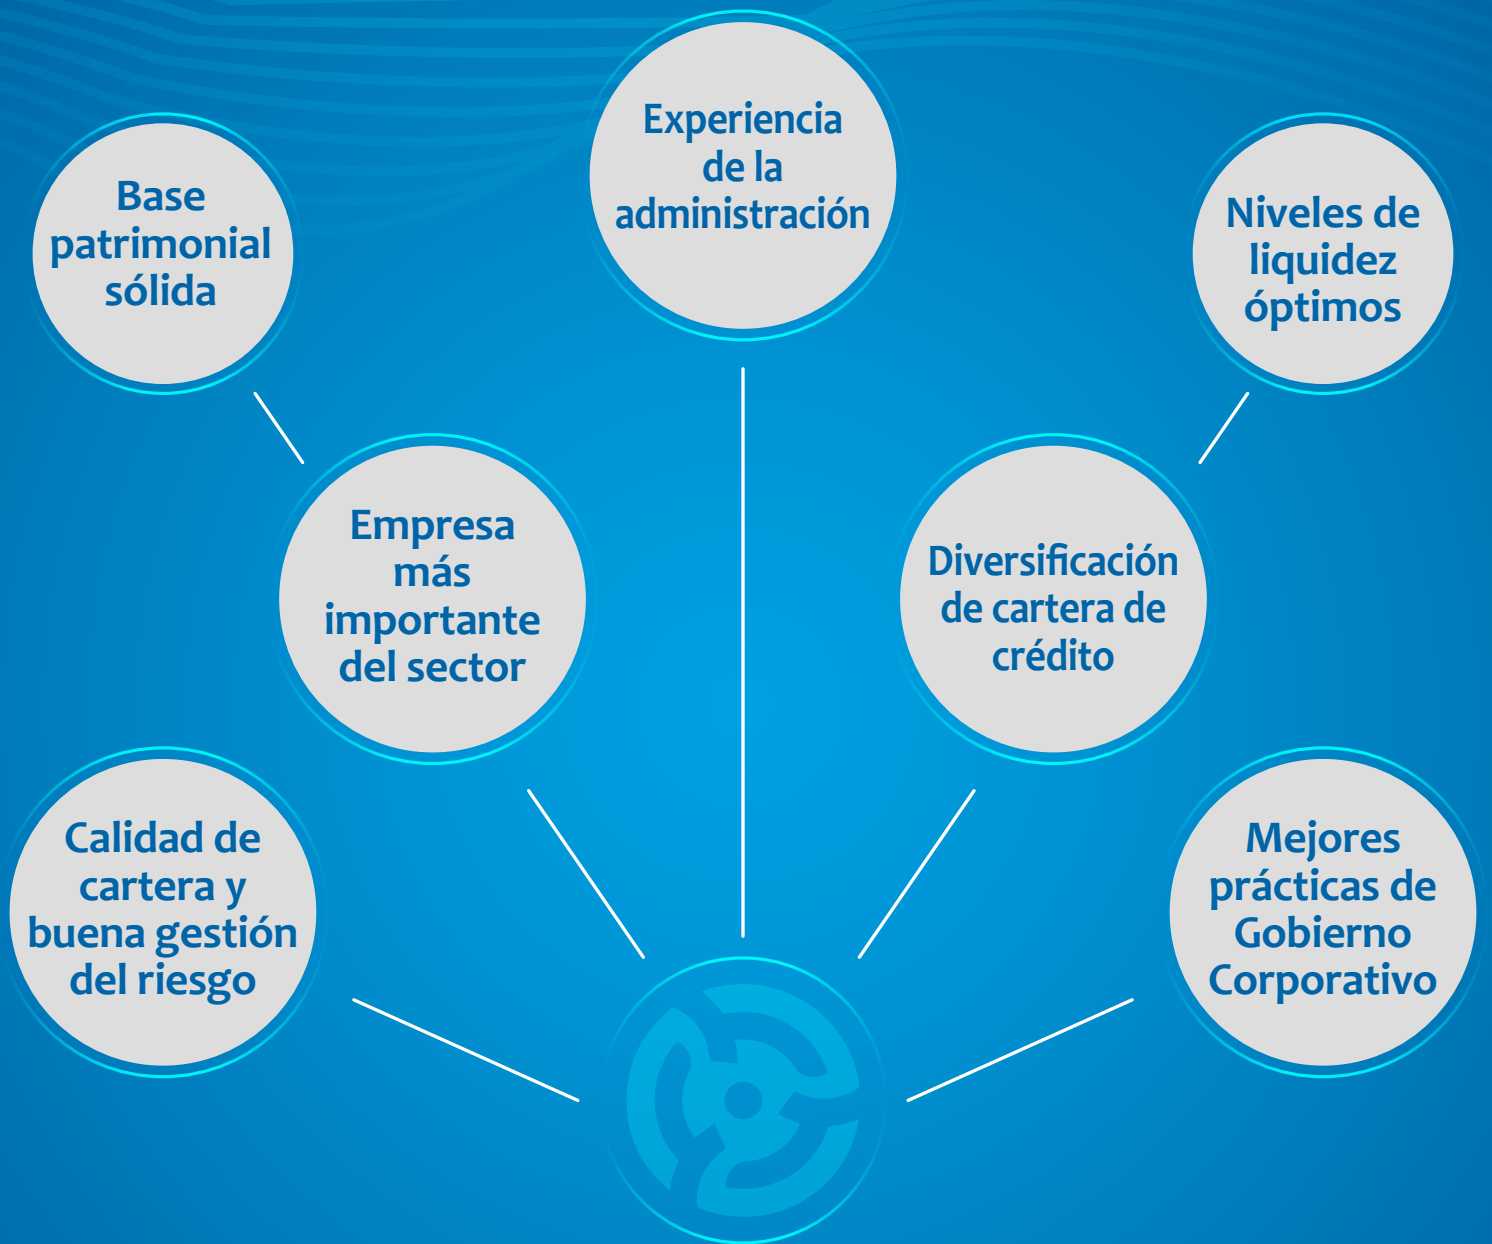 Experiencia
de la
administración
Base
patrimonial
sólida
Niveles de
liquidez
óptimos
Empresa
más
importante
del sector
Diversificación
de cartera de
crédito
Calidad de
cartera y
buena gestión
del riesgo
Mejores
prácticas de
Gobierno
Corporativo